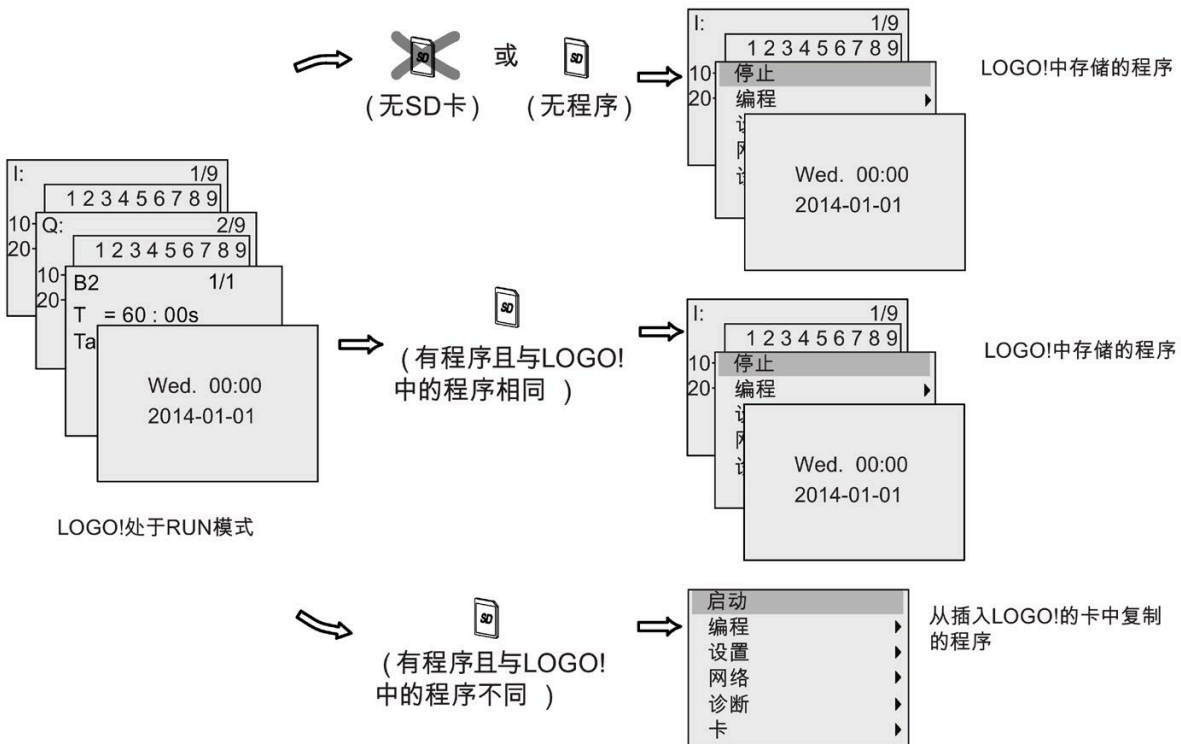 I: 1/9
1 2 3 4 5 6 7 8 9
10
20
Q: 2/9
1 2 3 4 5 6 7 8 9
10
20
B2 1/1
T = 60 : 00s
Ta
Wed. 00:00
2014-01-01
LOGO!处于RUN模式
SD
或
SD
(无SD卡) (无程序)
I: 1/9
1 2 3 4 5 6 7 8 9
10
20
停止
编程
Wed. 00:00
2014-01-01
LOGO!中存储的程序
SD
(有程序且与LOGO!
中的程序相同 )
I: 1/9
1 2 3 4 5 6 7 8 9
10
20
停止
编程
Wed. 00:00
2014-01-01
LOGO!中存储的程序
SD
(有程序且与LOGO!
中的程序不同 )
启动
编程
设置
网络
诊断
卡
从插入LOGO!的卡中复制
的程序